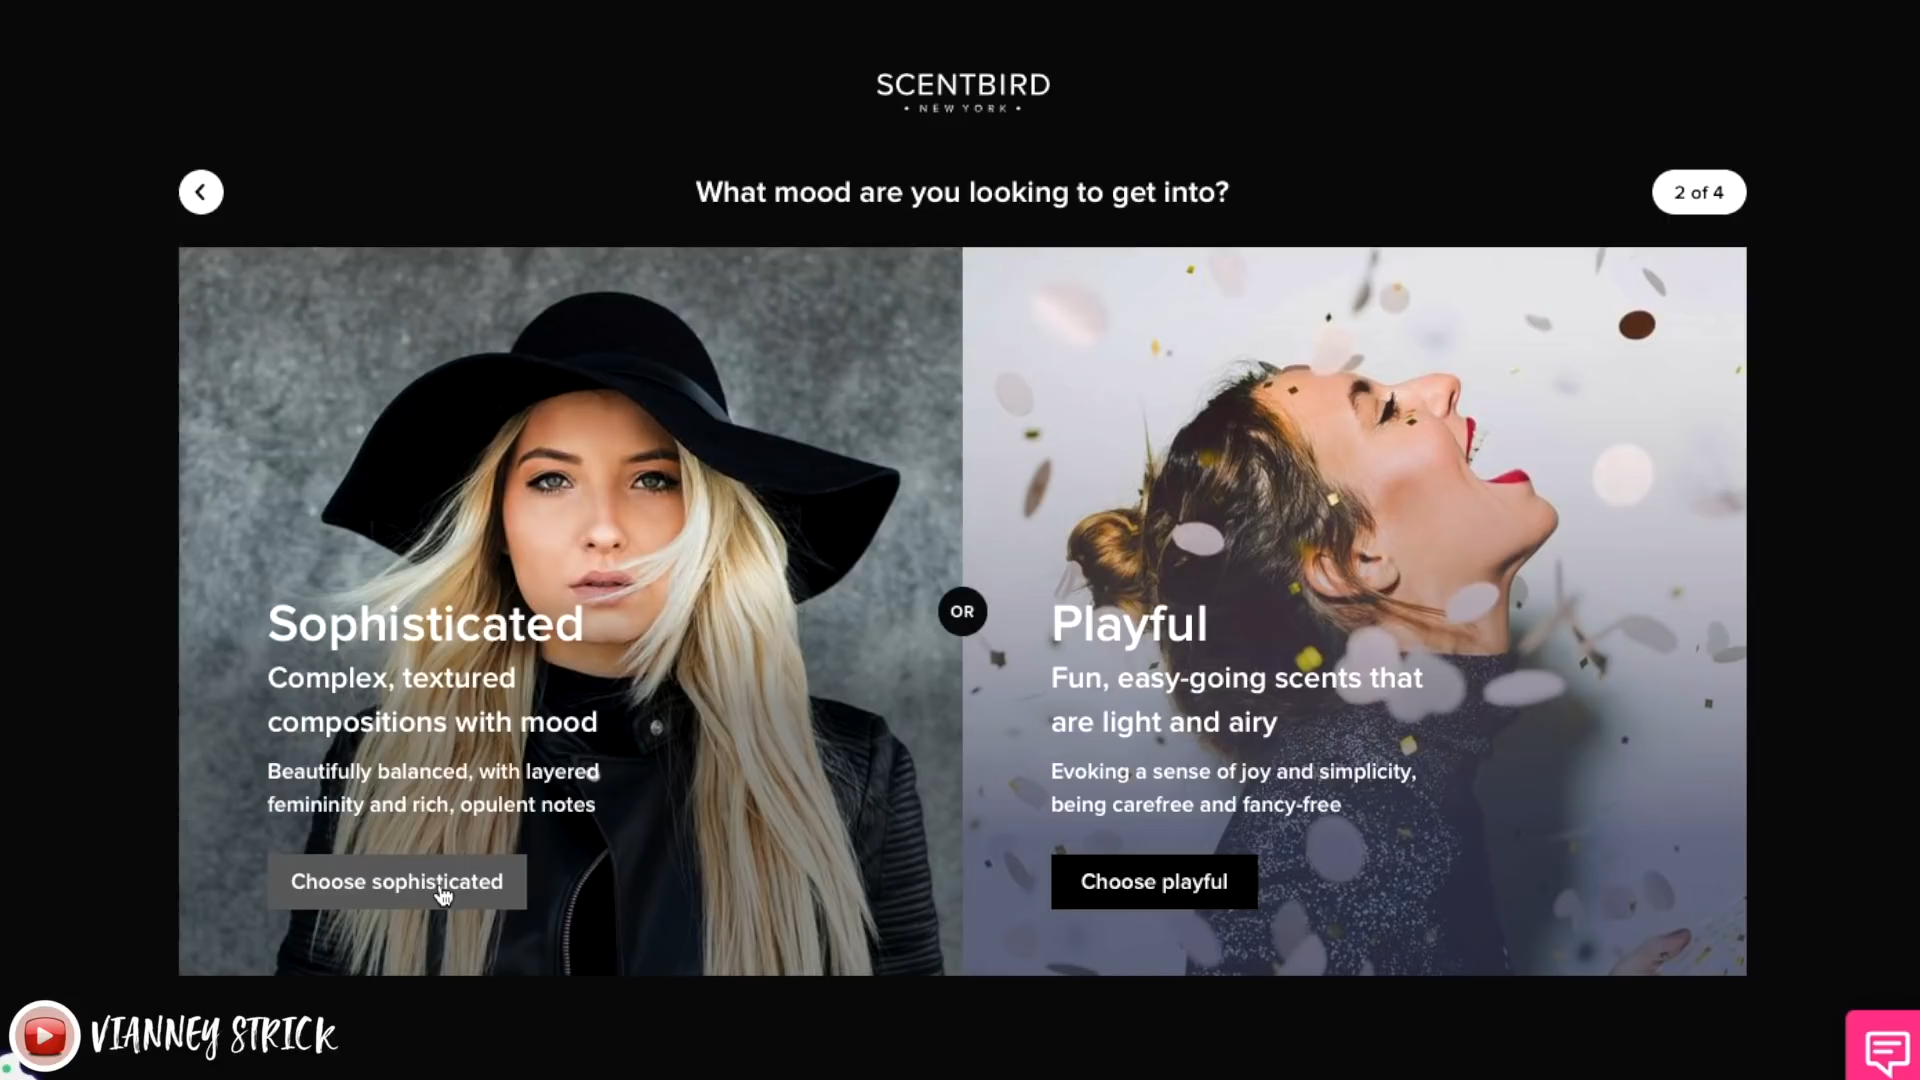 SCENTBIRD
• NEW YORK •
What mood are you looking to get into?
2 of 4
Sophisticated
Complex, textured
compositions with mood
Beautifully balanced, with layered
femininity and rich, opulent notes
Choose sophisticated
OR
Playful
Fun, easy-going scents that
are light and airy
Evoking a sense of joy and simplicity,
being carefree and fancy-free
Choose playful
VIANNEY STRICK